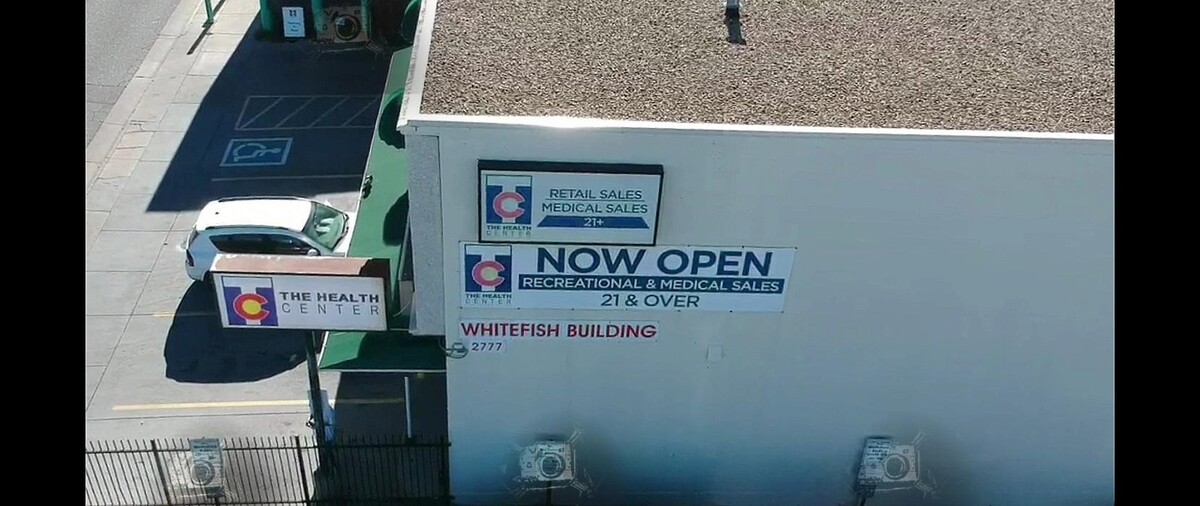 RETAIL SALES
MEDICAL SALES
21+
THE HEALTH
CENTER
NOW OPEN
RECREATIONAL & MEDICAL SALES
21 & OVER
THE HEALTH
CENTER
THE HEALTH
CENTER
WHITEFISH BUILDING
2777